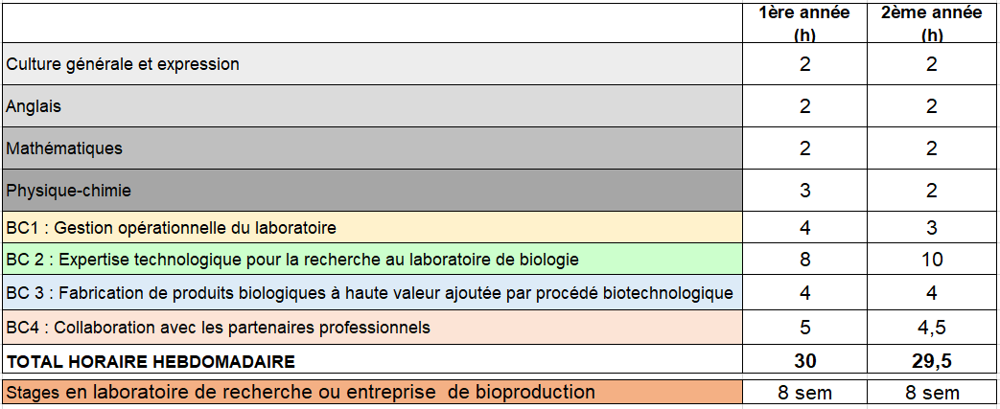 1ère année (h) 2ème année (h)
Culture générale et expression 2 2
Anglais 2 2
Mathématiques 2 2
Physique-chimie 3 2
BC1 : Gestion opérationnelle du laboratoire 4 3
BC 2 : Expertise technologique pour la recherche au laboratoire de biologie 8 10
BC 3 : Fabrication de produits biologiques à haute valeur ajoutée par procédé biotechnologique 4 4
BC4 : Collaboration avec les partenaires professionnels 5 4,5
TOTAL HORAIRE HEBDOMADAIRE 30 29,5
Stages en laboratoire de recherche ou entreprise de bioproduction 8 sem 8 sem